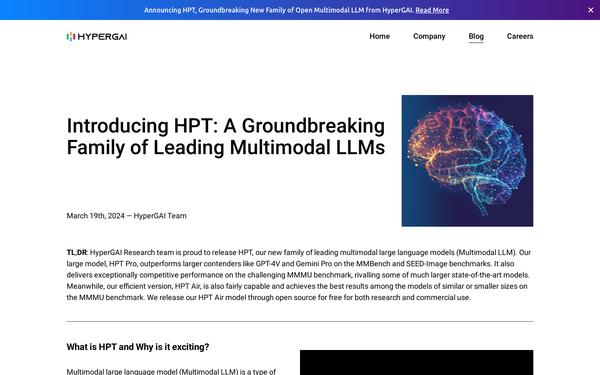 Announcing HPT, Groundbreaking New Family of Open Multimodal LLM from HyperGAI. Read More
HYPERGAI
Home Company Blog Careers
Introducing HPT: A Groundbreaking
Family of Leading Multimodal LLMs
March 19th, 2024 — HyperGAI Team
TL;DR: HyperGAI Research team is proud to release HPT, our new family of leading multimodal large language models (Multimodal LLM). Our
large model, HPT Pro, outperforms larger contenders like GPT-4V and Gemini Pro on the MMBench and SEED-Image benchmarks. It also
delivers exceptionally competitive performance on the challenging MMMU benchmark, rivalling some of much larger state-of-the-art models.
Meanwhile, our efficient version, HPT Air, is also fairly capable and achieves the best results among the models of similar or smaller sizes on
the MMMU benchmark. We release our HPT Air model through open source for free for both research and commercial use.
What is HPT and Why is it exciting?
Multimodal large language model (Multimodal LLM) is a type of